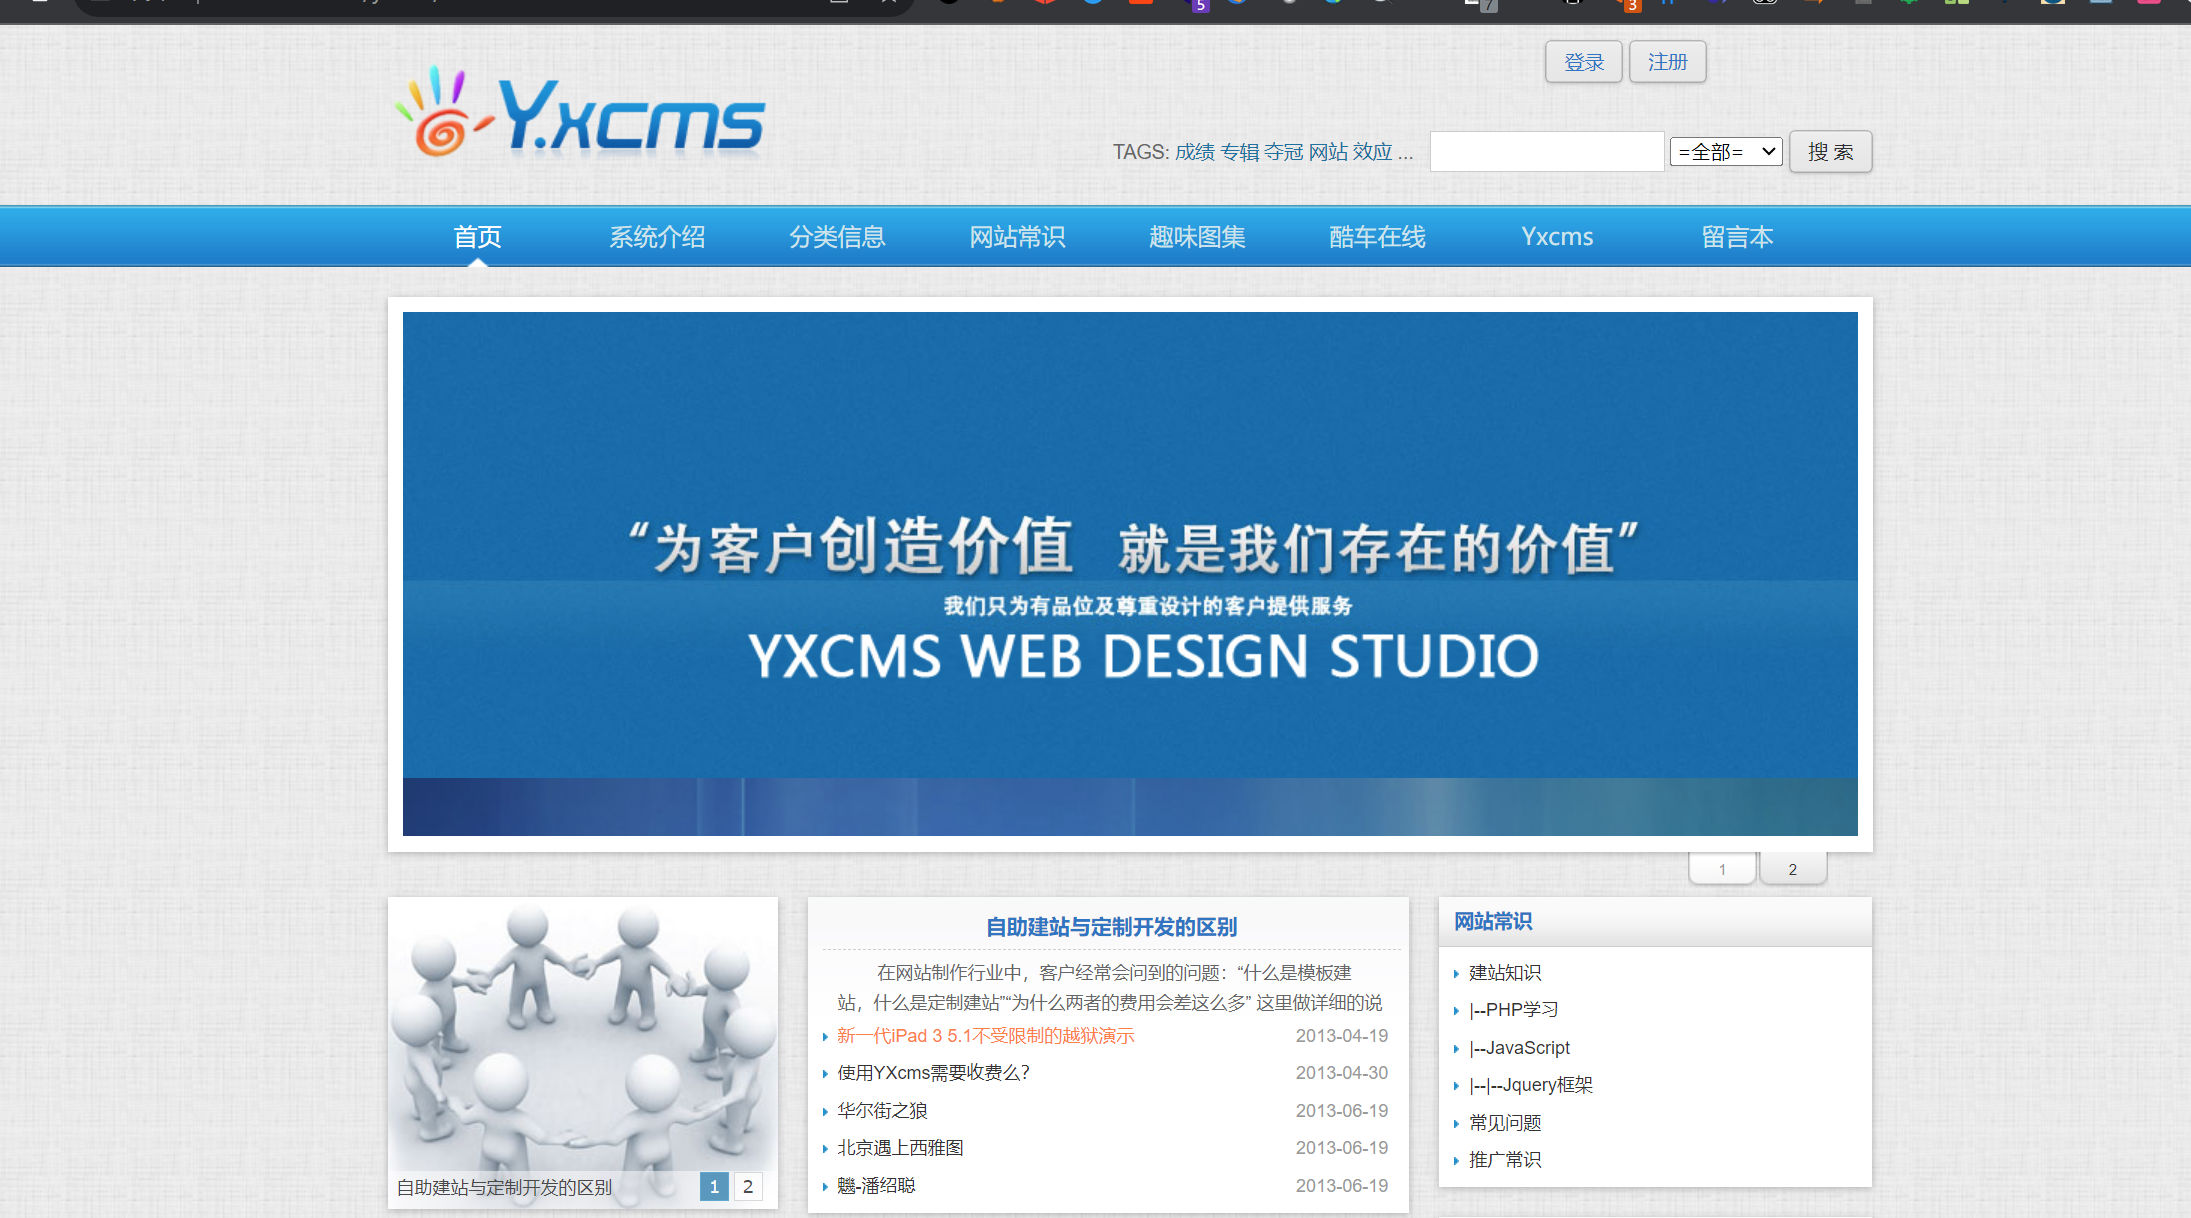 5
7
3
登录 注册
Y.xcms
TAGS: 成绩 专辑 夺冠 网站 效应 ... =全部= 搜 索
首页 系统介绍 分类信息 网站常识 趣味图集 酷车在线 Yxcms 留言本
“为客户创造价值 就是我们存在的价值”
我们只为有品位及尊重设计的客户提供服务
YXCMS WEB DESIGN STUDIO
1 2
自助建站与定制开发的区别 1 2
自助建站与定制开发的区别
在网站制作行业中，客户经常会问到的问题：“什么是模板建
站，什么是定制建站”“为什么两者的费用会差这么多” 这里做详细的说
新一代iPad 3 5.1不受限制的越狱演示 2013-04-19
使用YXcms需要收费么？ 2013-04-30
华尔街之狼 2013-06-19
北京遇上西雅图 2013-06-19
-潘绍聪 2013-06-19
网站常识
建站知识
|--PHP学习
|--JavaScript
|--|--Jquery框架
常见问题
推广常识